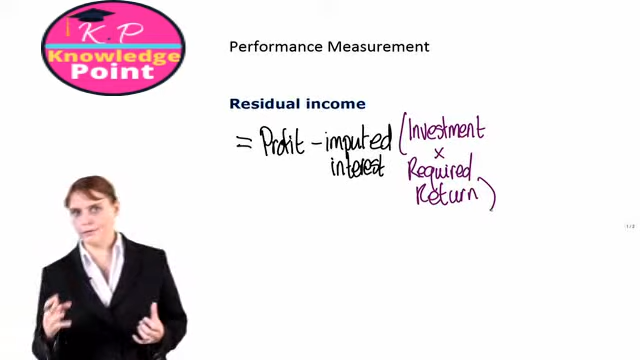 K.P
Knowledge
Point
Performance Measurement
Residual income
= Profit - imputed
interest
(Investment
x
Required
Return)
1/2